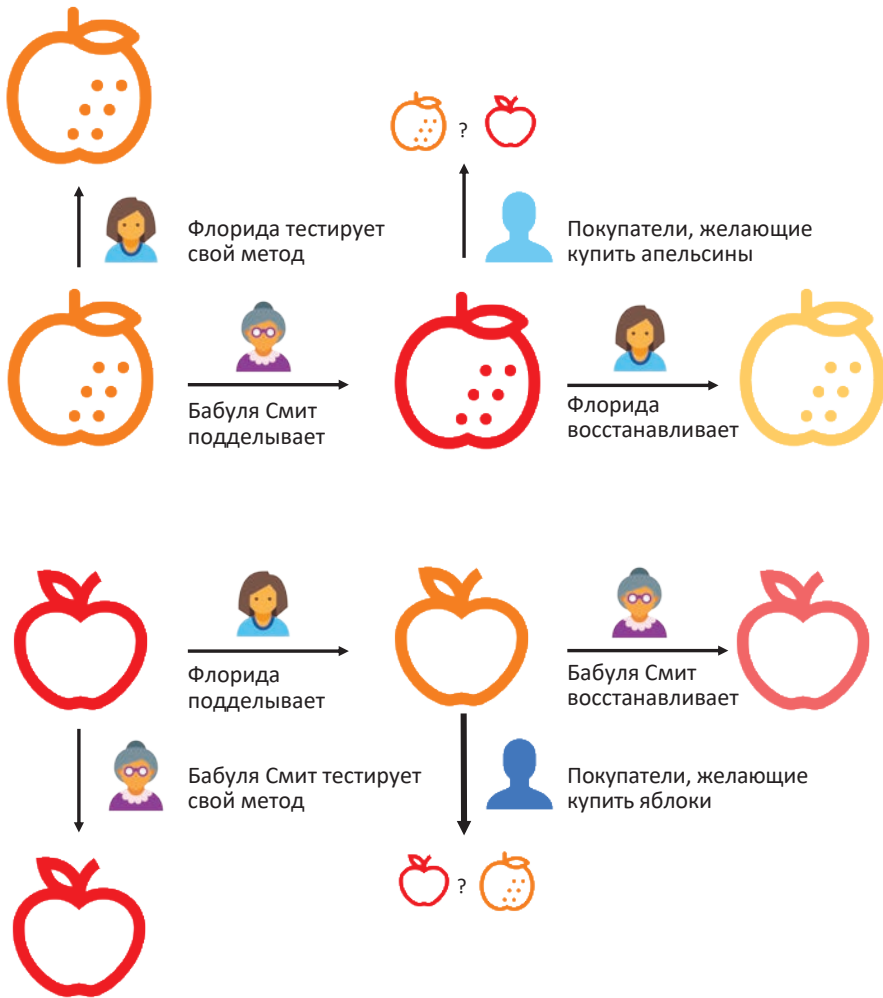 ?
Флорида тестирует
свой метод
Покупатели, желающие
купить апельсины
Бабуля Смит
подделывает
Флорида
восстанавливает
Флорида
подделывает
Бабуля Смит
восстанавливает
Бабуля Смит тестирует
свой метод
Покупатели, желающие
купить яблоки
?